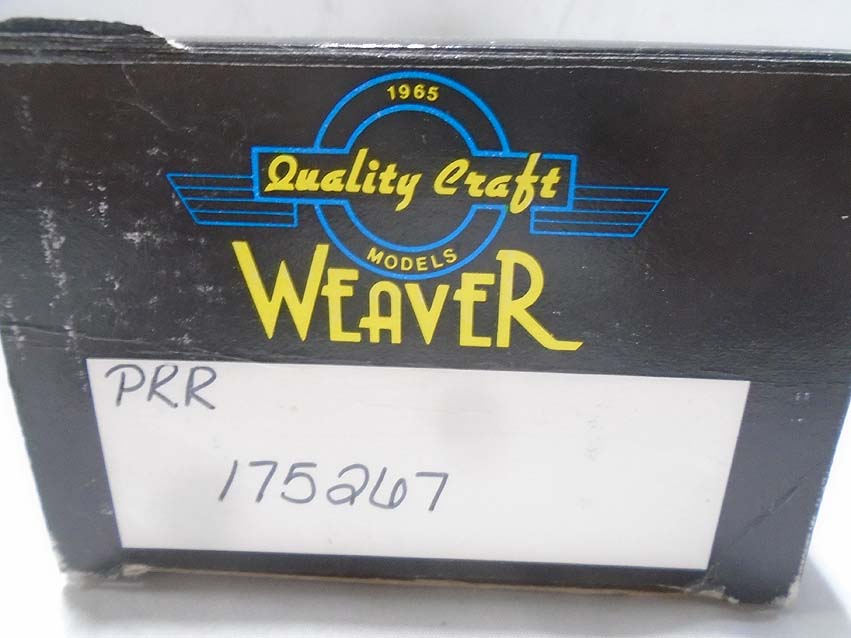 1965
Quality Craft
MODELS
WEAVER
PRR
175267